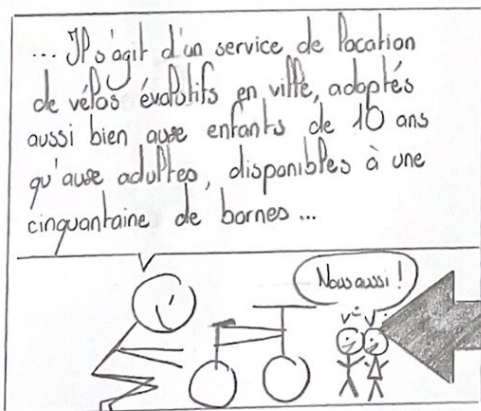 ... Il s'agit d'un service de location
de vélos évolutifs en ville, adaptés
aussi bien aux enfants de 10 ans
qu'aux adultes, disponibles à une
cinquantaine de bornes ...
Nous aussi !